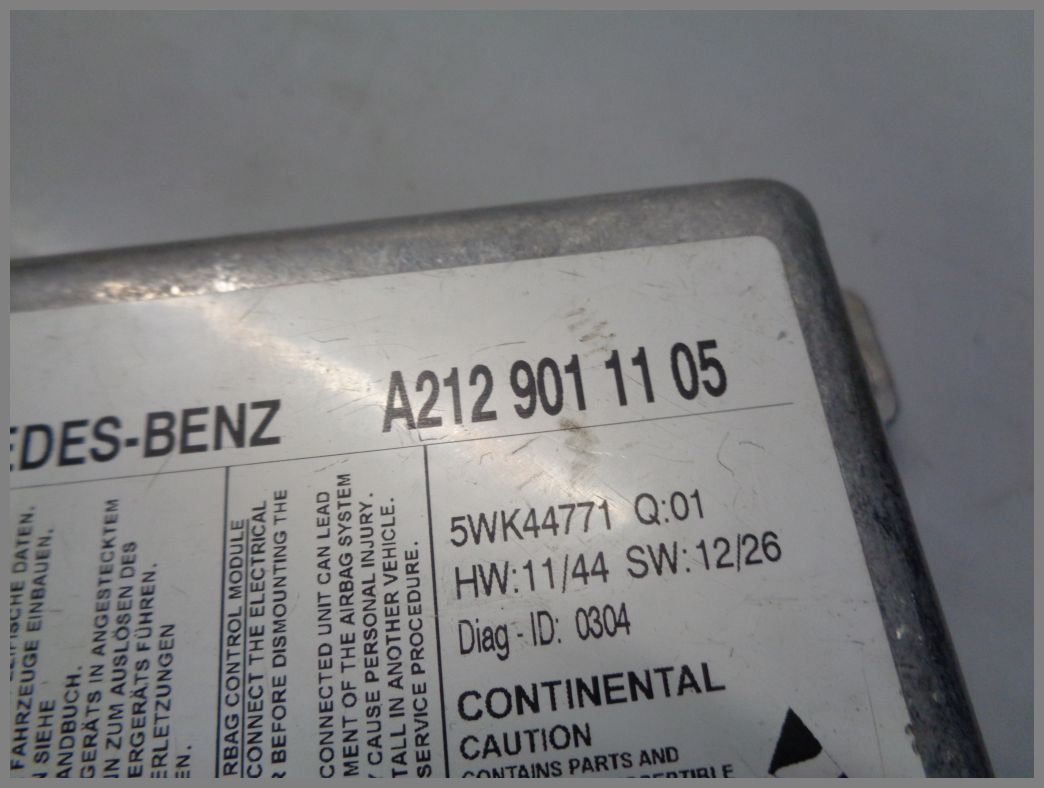 EDES-BENZ
A212 901 11 05
FAHRZEUGE EINBAUEN.
SIEHE
ANDBUCH.
GERÄTS IN ANGESTECKTEM
N ZUM AUSLÖSEN DES
ERGERÄTS FÜHREN.
ERLETZUNGEN
EN.
RBAG CONTROL MODULE
CONNECT THE ELECTRICAL
R BEFORE DISMOUNTING THE
CONNECTED UNIT CAN LEAD
MENT OF THE AIRBAG SYSTEM
Y CAUSE PERSONAL INJURY.
TALL IN ANOTHER VEHICLE.
SERVICE PROCEDURE.
5WK44771 Q:01
HW:11/44 SW:12/26
Diag - ID: 0304
CONTINENTAL
CAUTION
CONTAINS PARTS AND